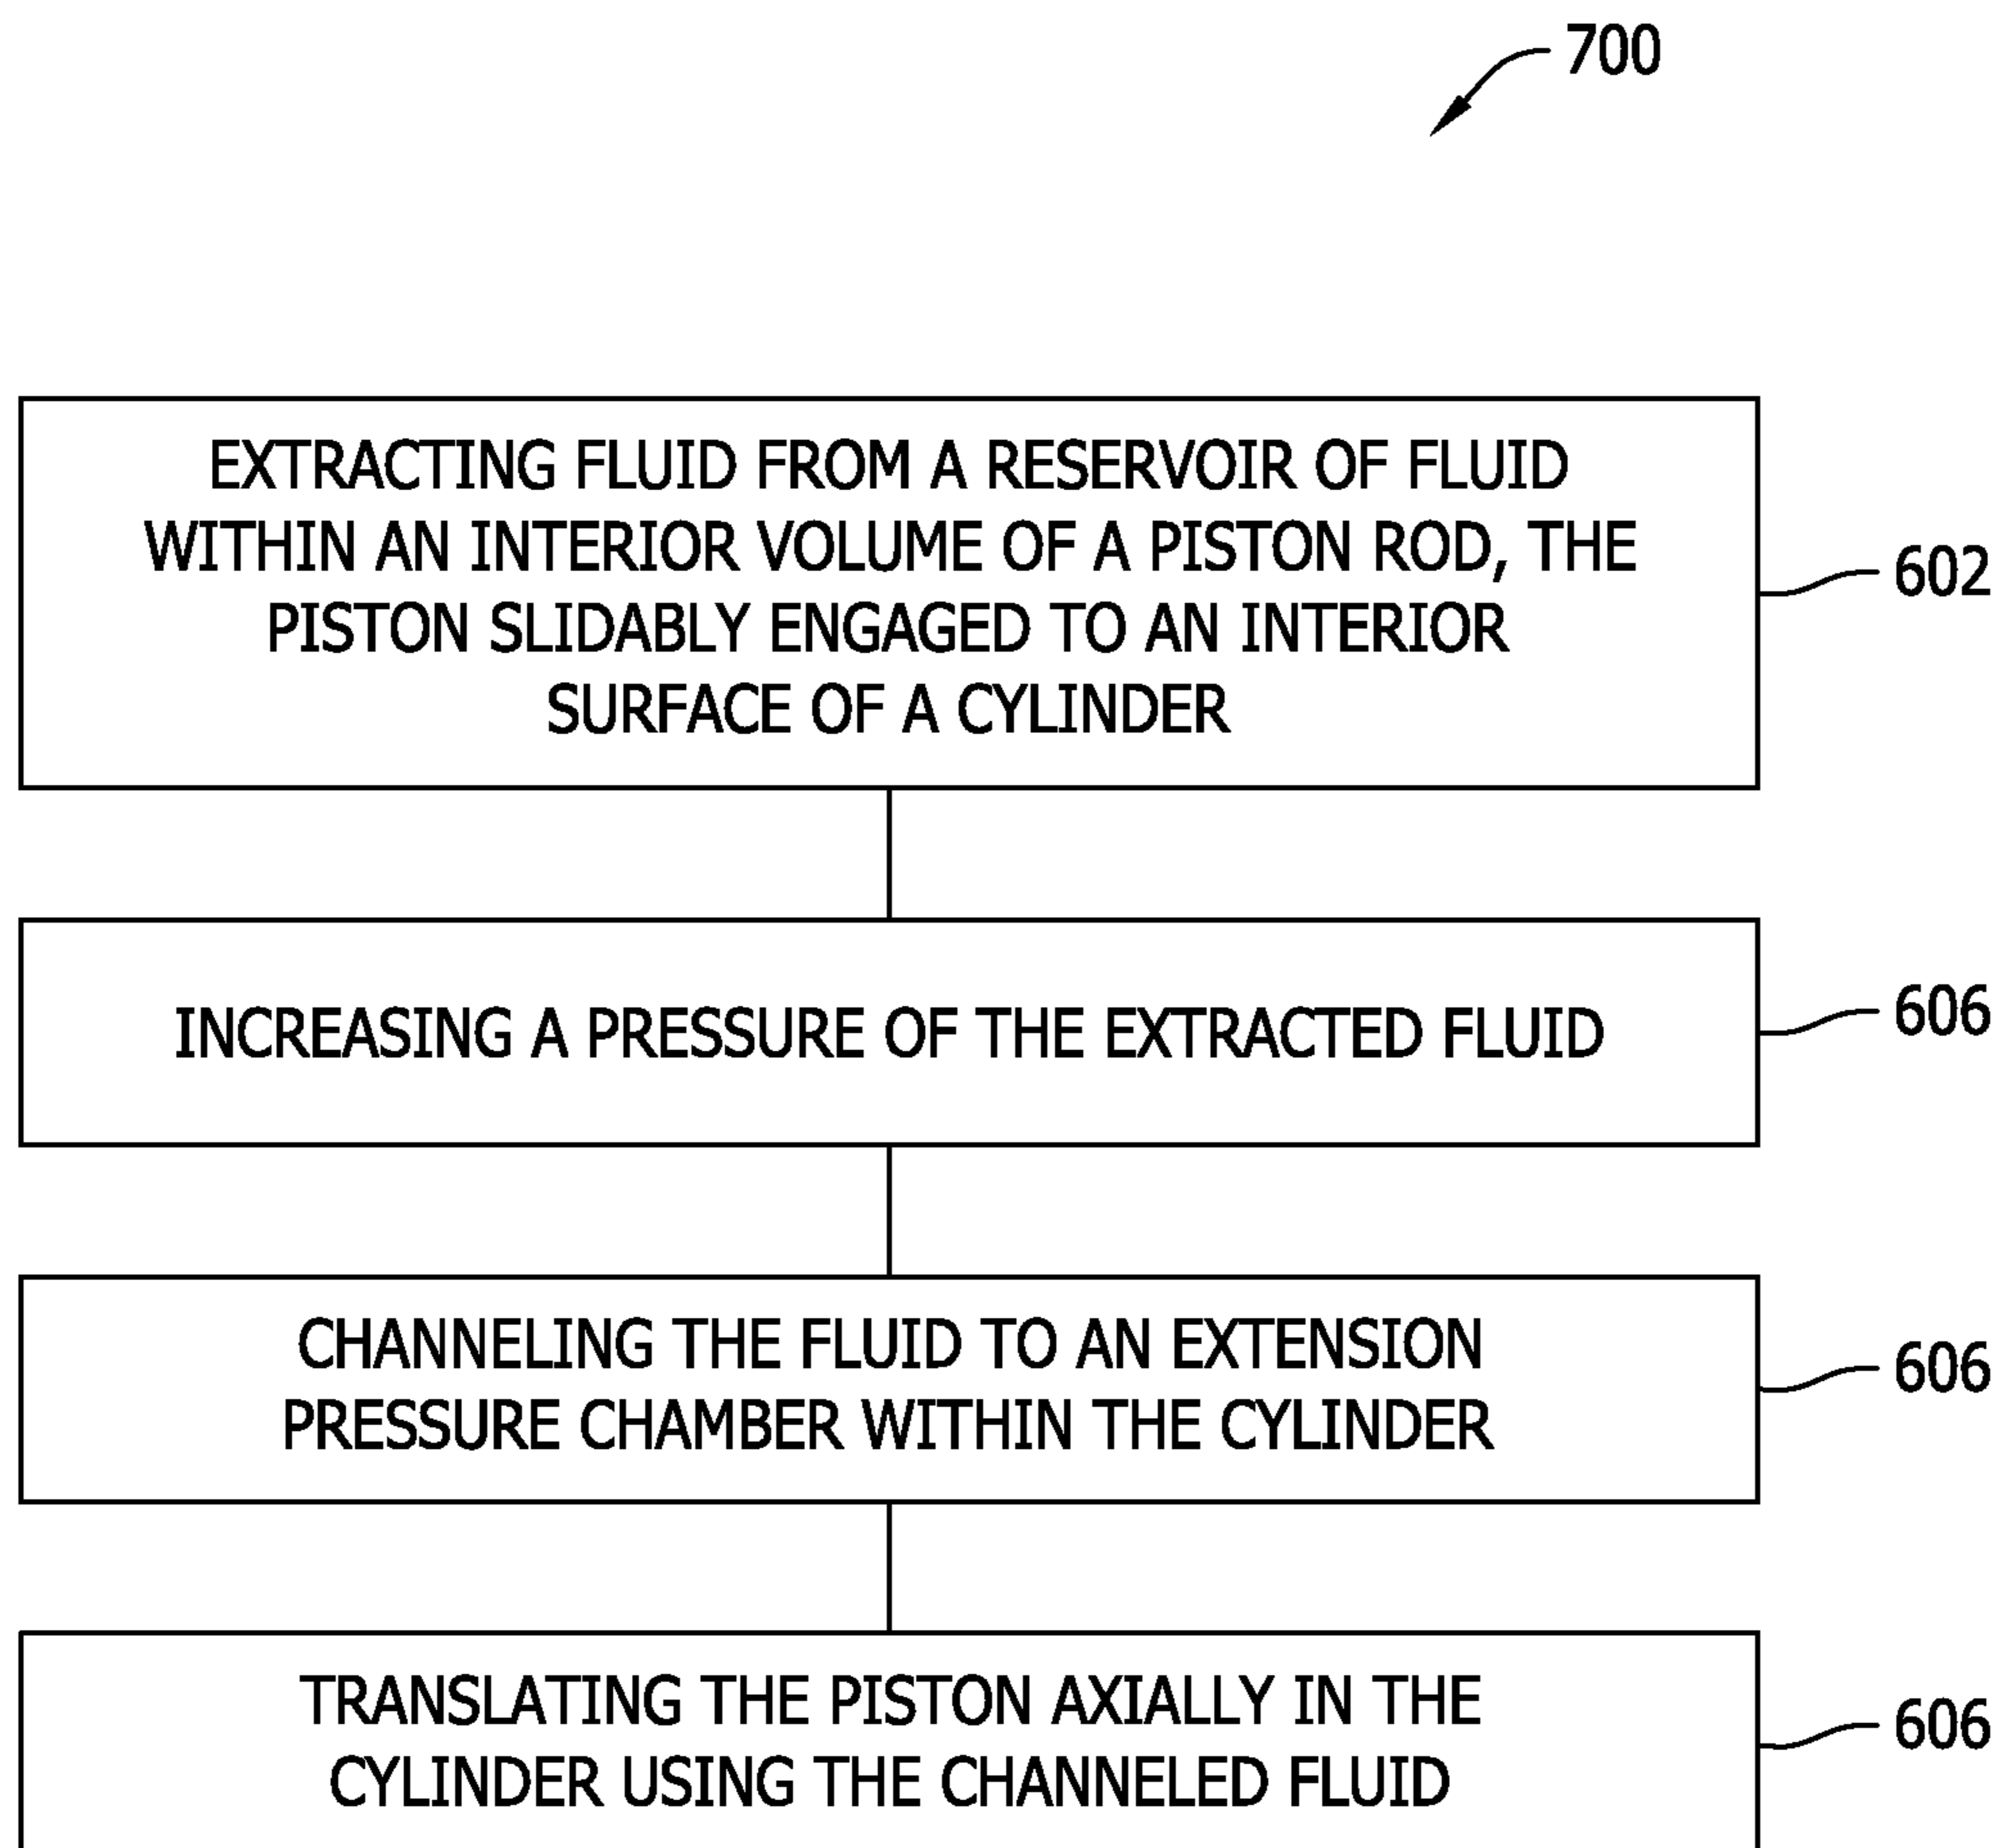 700
EXTRACTING FLUID FROM A RESERVOIR OF FLUID
WITHIN AN INTERIOR VOLUME OF A PISTON ROD, THE
PISTON SLIDABLY ENGAGED TO AN INTERIOR
SURFACE OF A CYLINDER
602
INCREASING A PRESSURE OF THE EXTRACTED FLUID
606
CHANNELING THE FLUID TO AN EXTENSION
PRESSURE CHAMBER WITHIN THE CYLINDER
606
TRANSLATING THE PISTON AXIALLY IN THE
CYLINDER USING THE CHANNELED FLUID
606